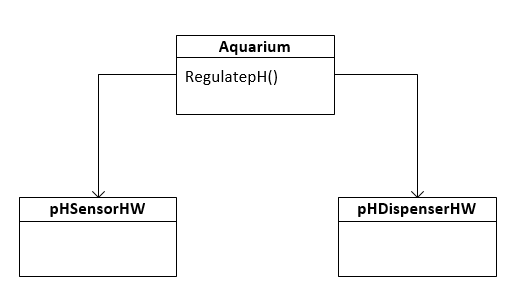 Aquarium
RegulatepH()
pHSensorHW
pHDispenserHW